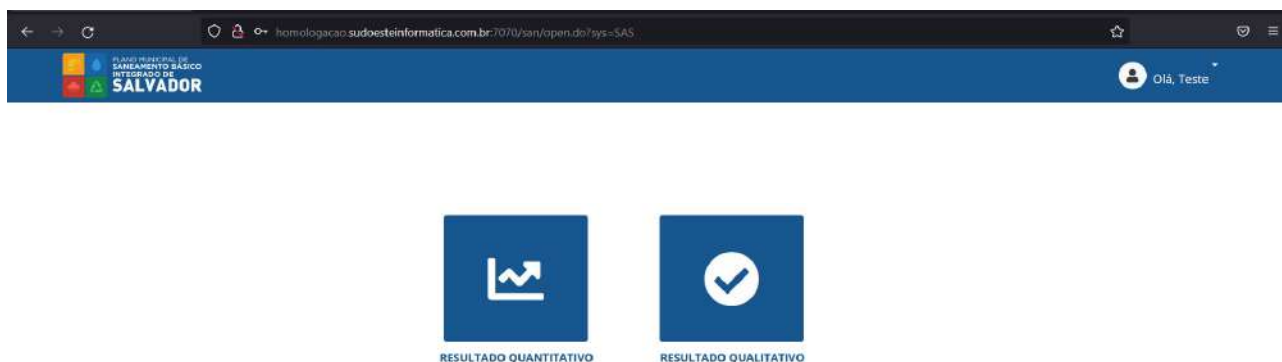 homologacao.sudoesteinformatica.com.br:7070/san/open.do?sys=SAS
PLANO MUNICIPAL DE
SANEAMENTO BÁSICO
INTEGRADO DE
SALVADOR
Olá, Teste
RESULTADO QUANTITATIVO
RESULTADO QUALITATIVO